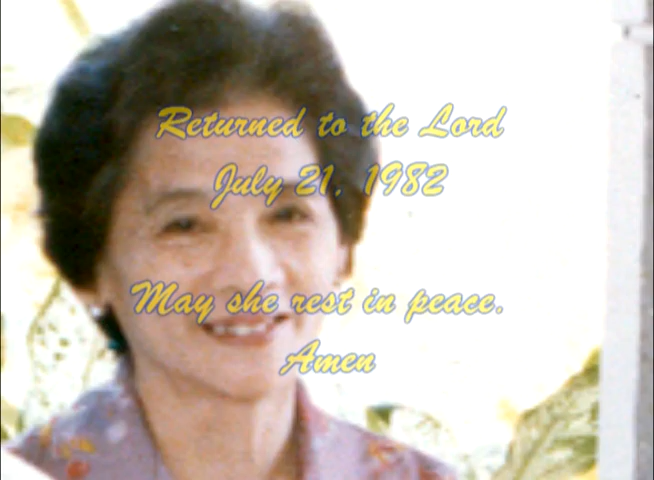 Returned to the Lord
July 21, 1982
May she rest in peace.
Amen